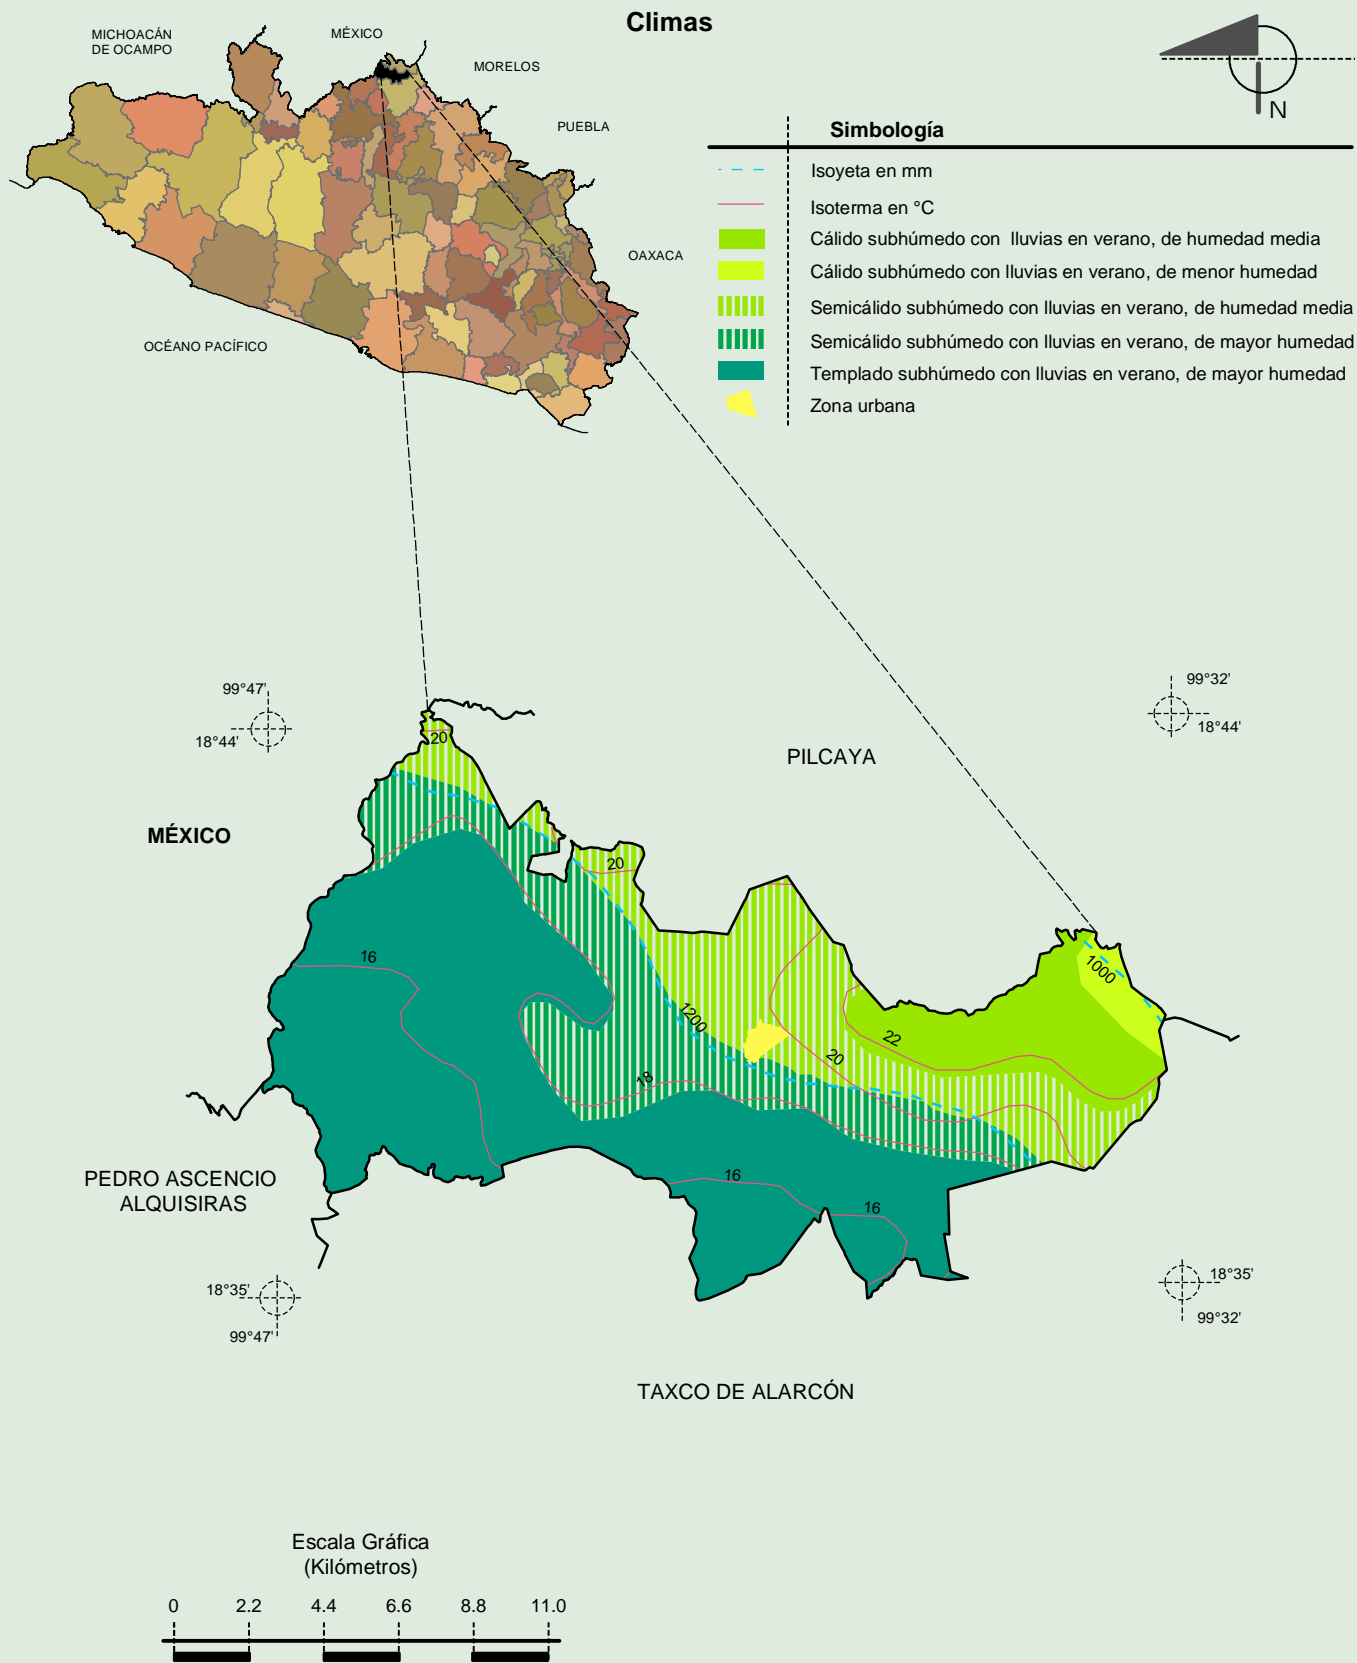 Climas
MICHOACÁN
DE OCAMPO
MÉXICO
MORELOS
PUEBLA
OAXACA
OCÉANO PACÍFICO
N
Simbología
Isoyeta en mm
Isoterma en °C
Cálido subhúmedo con lluvias en verano, de humedad media
Cálido subhúmedo con lluvias en verano, de menor humedad
Semicálido subhúmedo con lluvias en verano, de humedad media
Semicálido subhúmedo con lluvias en verano, de mayor humedad
Templado subhúmedo con lluvias en verano, de mayor humedad
Zona urbana
99°47'
18°44'
99°32'
18°44'
PILCAYA
MÉXICO
20
20
16
1000
1200
22
20
18
16
16
PEDRO ASCENCIO
ALQUISIRAS
18°35'
99°47'
18°35'
99°32'
TAXCO DE ALARCÓN
Escala Gráfica
(Kilómetros)
0 2.2 4.4 6.6 8.8 11.0